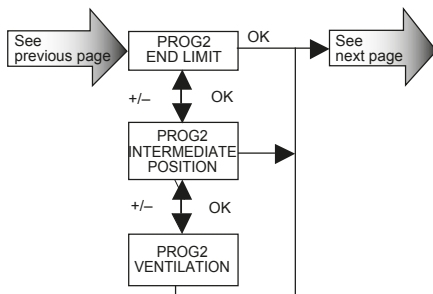 See
previous page
PROG2
END LIMIT
OK
See
next page
+/–
OK
PROG2
INTERMEDIATE
POSITION
+/–
OK
PROG2
VENTILATION